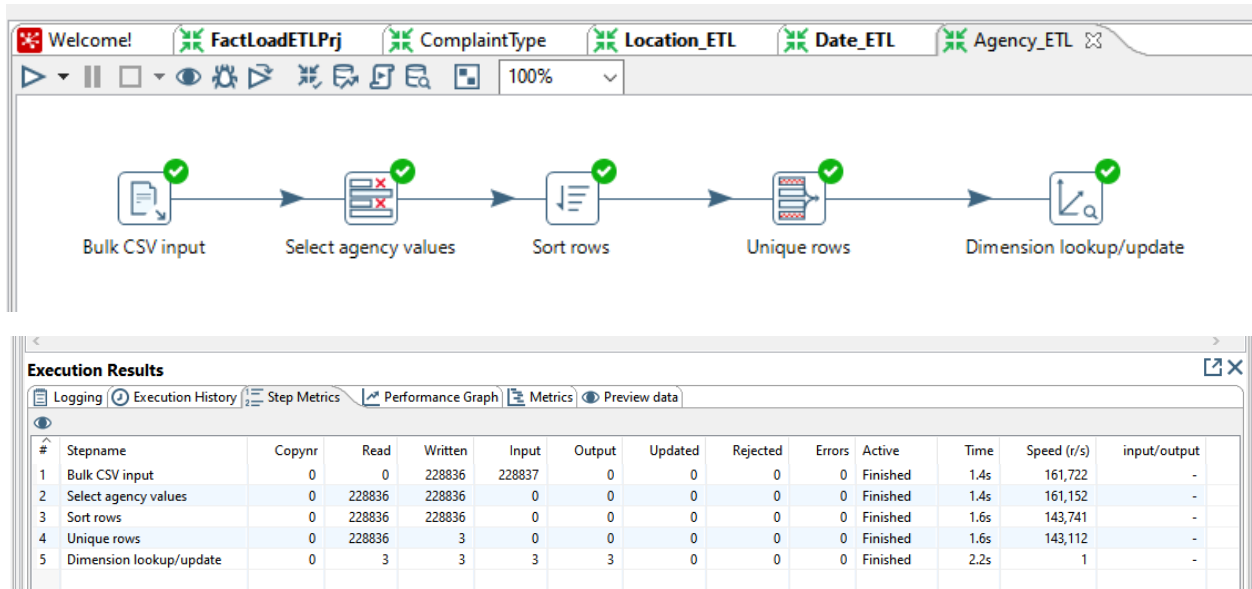 Welcome! FactLoadETLPrj ComplaintType Location_ETL Date_ETL Agency_ETL
100%
Bulk CSV input Select agency values Sort rows Unique rows Dimension lookup/update
Execution Results
Logging Execution History Step Metrics Performance Graph Metrics Preview data
# Stepname Copynr Read Written Input Output Updated Rejected Errors Active Time Speed (r/s) input/output
1 Bulk CSV input 0 0 228836 228837 0 0 0 0 Finished 1.4s 161,722 -
2 Select agency values 0 228836 228836 0 0 0 0 0 Finished 1.4s 161,152 -
3 Sort rows 0 228836 228836 0 0 0 0 0 Finished 1.6s 143,741 -
4 Unique rows 0 228836 3 0 0 0 0 0 Finished 1.6s 143,112 -
5 Dimension lookup/update 0 3 3 3 3 0 0 0 Finished 2.2s 1 -